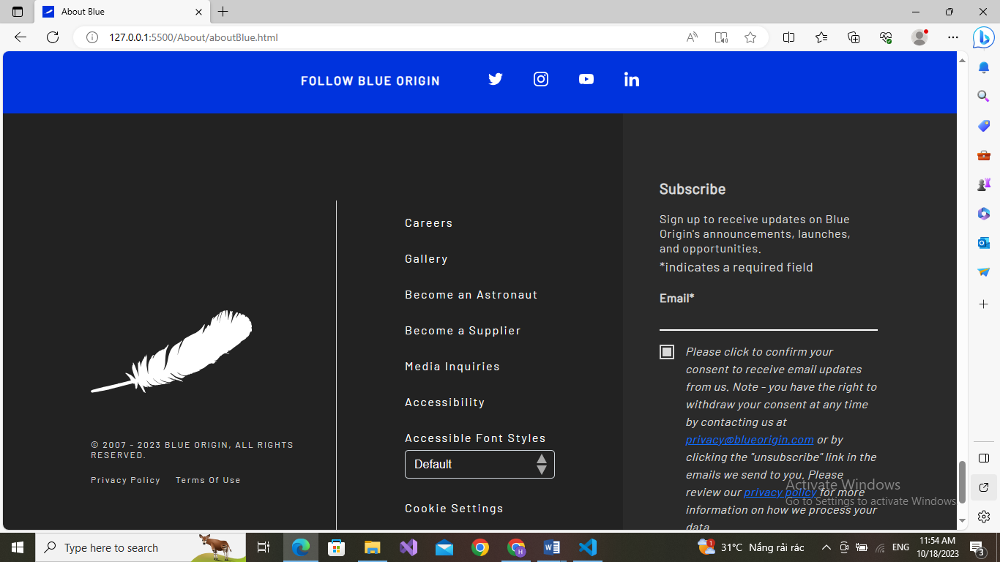 About Blue
127.0.0.1:5500/About/aboutBlue.html
FOLLOW BLUE ORIGIN
© 2007 - 2023 BLUE ORIGIN, ALL RIGHTS
RESERVED.
Privacy Policy Terms Of Use
Careers
Gallery
Become an Astronaut
Become a Supplier
Media Inquiries
Accessibility
Accessible Font Styles
Default
Cookie Settings
Subscribe
Sign up to receive updates on Blue
Origin's announcements, launches,
and opportunities.
*indicates a required field
Email*
Please click to confirm your
consent to receive email updates
from us. Note - you have the right to
withdraw your consent at any time
by contacting us at
privacy@blueorigin.com or by
clicking the "unsubscribe" link in the
emails we send to you. Please
review our privacy policy for more
information on how we process your
data.
Activate Windows
Go to Settings to activate Windows
Type here to search
1
31°C Nắng rải rác
ENG
11:54 AM
10/18/2023
3